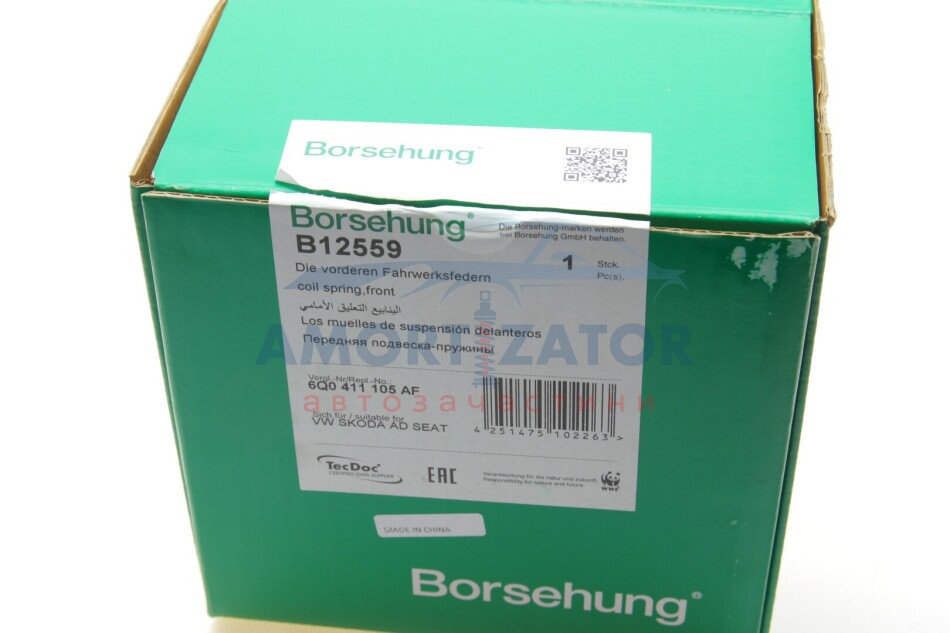 Borsehung
Borsehung®
Die Borsehung-marken werden
bei Borsehung GmbH behalten.
B12559
1 Stck.
Pc(s).
Die vorderen Fahrwerksfedern
coil spring,front
الينابيع التعليق الأمامي
Los muelles de suspensión delanteros
Передняя подвеска-пружины
AMORTIZATOR
автозапчастини
Vergl.-Nr/Repl.-No.:
6Q0 411 105 AF
Sich für / suitable for
VW SKODA AD SEAT
4 251475 102263 >
TecDoc®
CERTIFIED DATA SUPPLIER
EAC
Verantwortung für die natur und zukunft.
Responsibility for nature and future.
WWF
MADE IN CHINA
Borsehung®